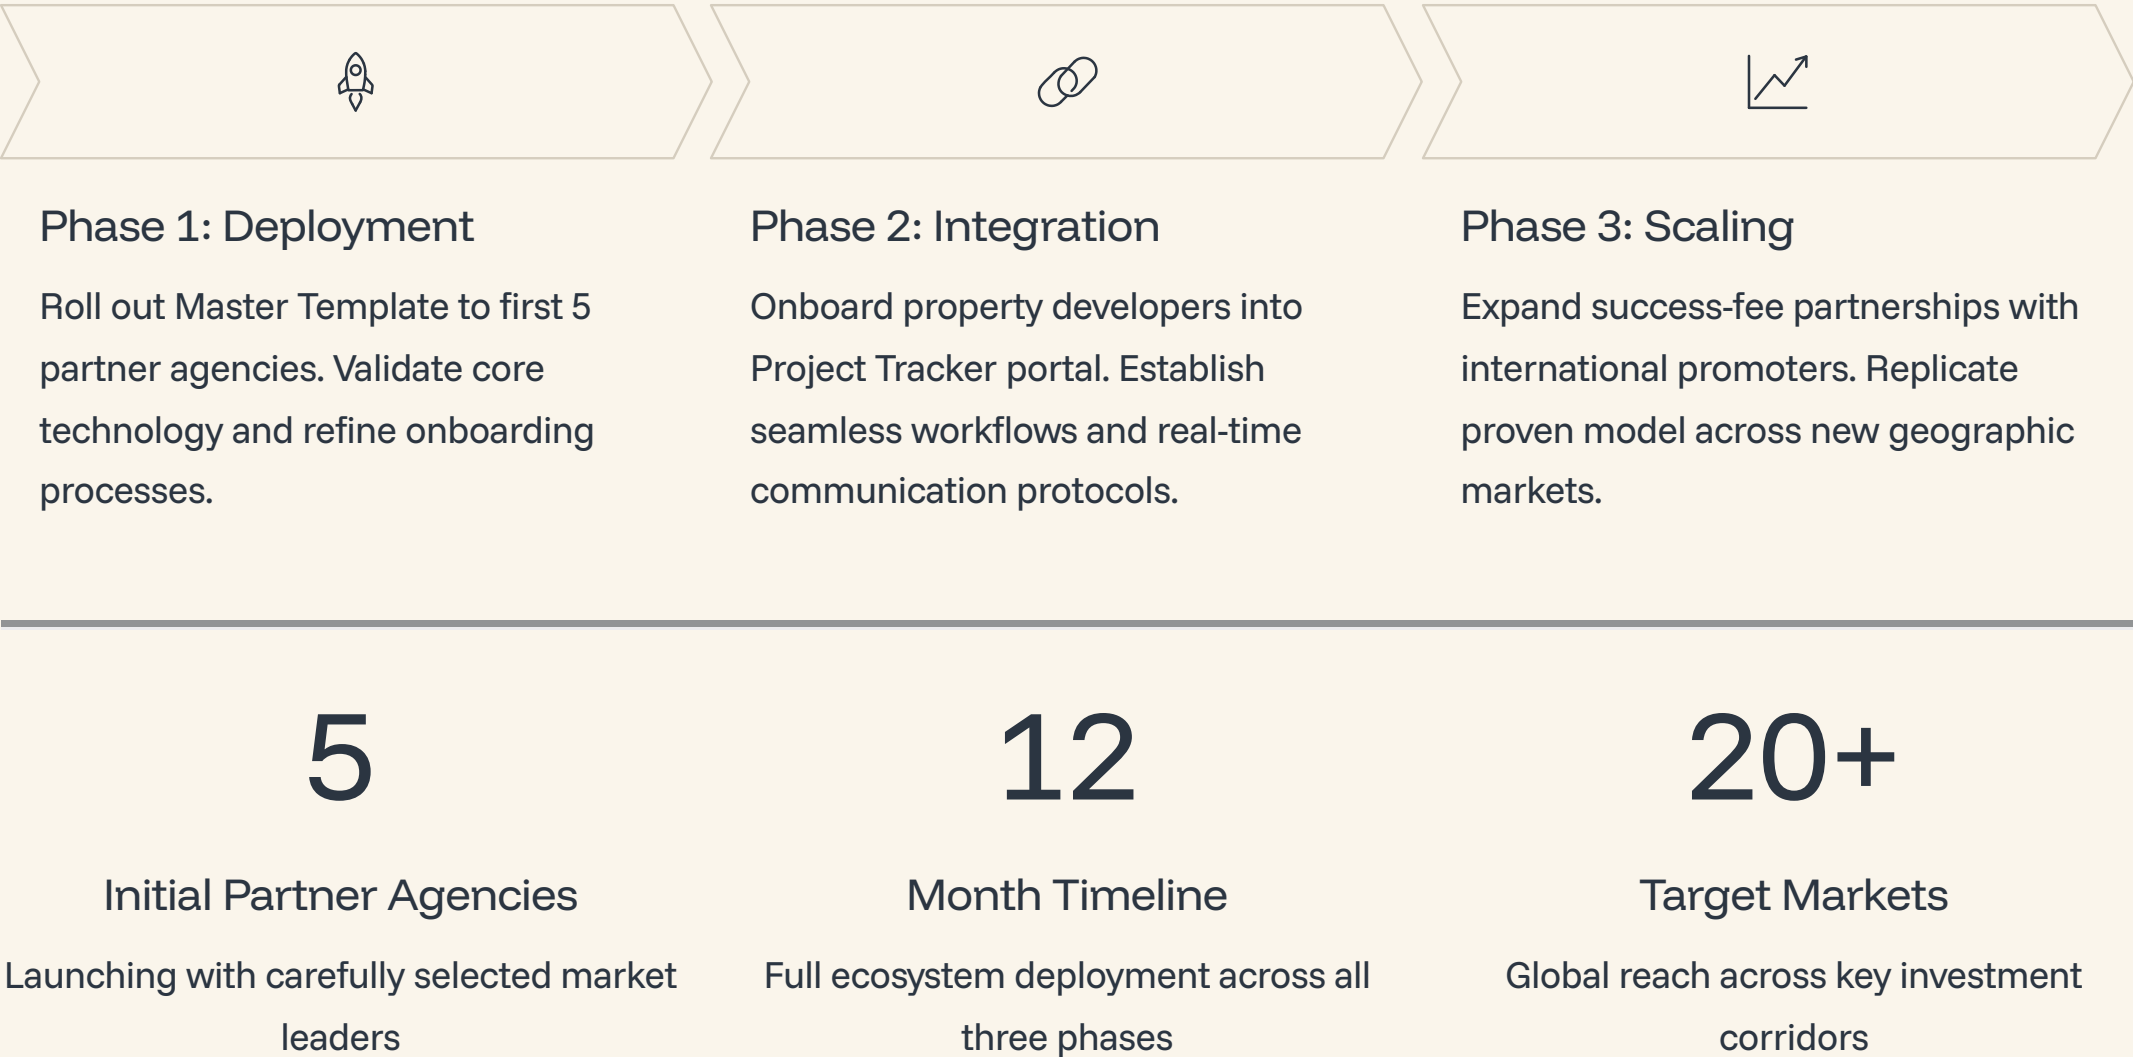 Phase 1: Deployment
Roll out Master Template to first 5
partner agencies. Validate core
technology and refine onboarding
processes.
Phase 2: Integration
Onboard property developers into
Project Tracker portal. Establish
seamless workflows and real-time
communication protocols.
Phase 3: Scaling
Expand success-fee partnerships with
international promoters. Replicate
proven model across new geographic
markets.
5
Initial Partner Agencies
Launching with carefully selected market
leaders
12
Month Timeline
Full ecosystem deployment across all
three phases
20+
Target Markets
Global reach across key investment
corridors